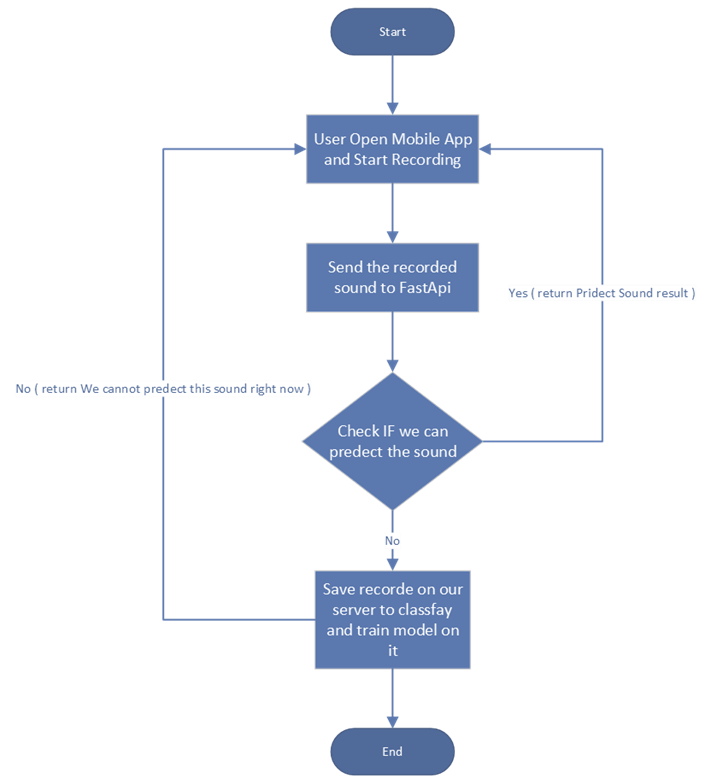 Start
User Open Mobile App
and Start Recording
Send the recorded
sound to FastApi
Yes ( return Pridect Sound result )
No ( return We cannot predect this sound right now )
Check IF we can
predect the sound
No
Save recorde on our
server to classfay
and train model on
it
End